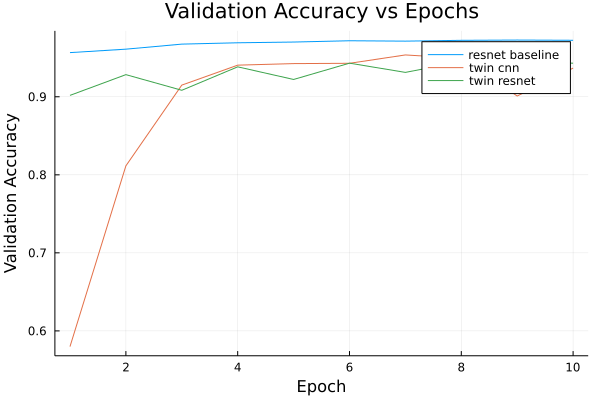 Validation Accuracy vs Epochs
resnet baseline
twin cnn
twin resnet
Validation Accuracy
0.9
0.8
0.7
0.6
2
4
6
8
10
Epoch